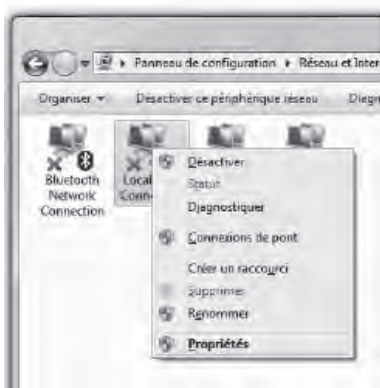 Panneau de configuration ▸ Réseau et Inter
Organiser Désactiver ce périphérique réseau Diagn
Bluetooth
Network
Connection
Local
Conn
Désactiver
Statut
Diagnostiquer
Connexions de pont
Créer un raccourci
Supprimer
Renommer
Propriétés